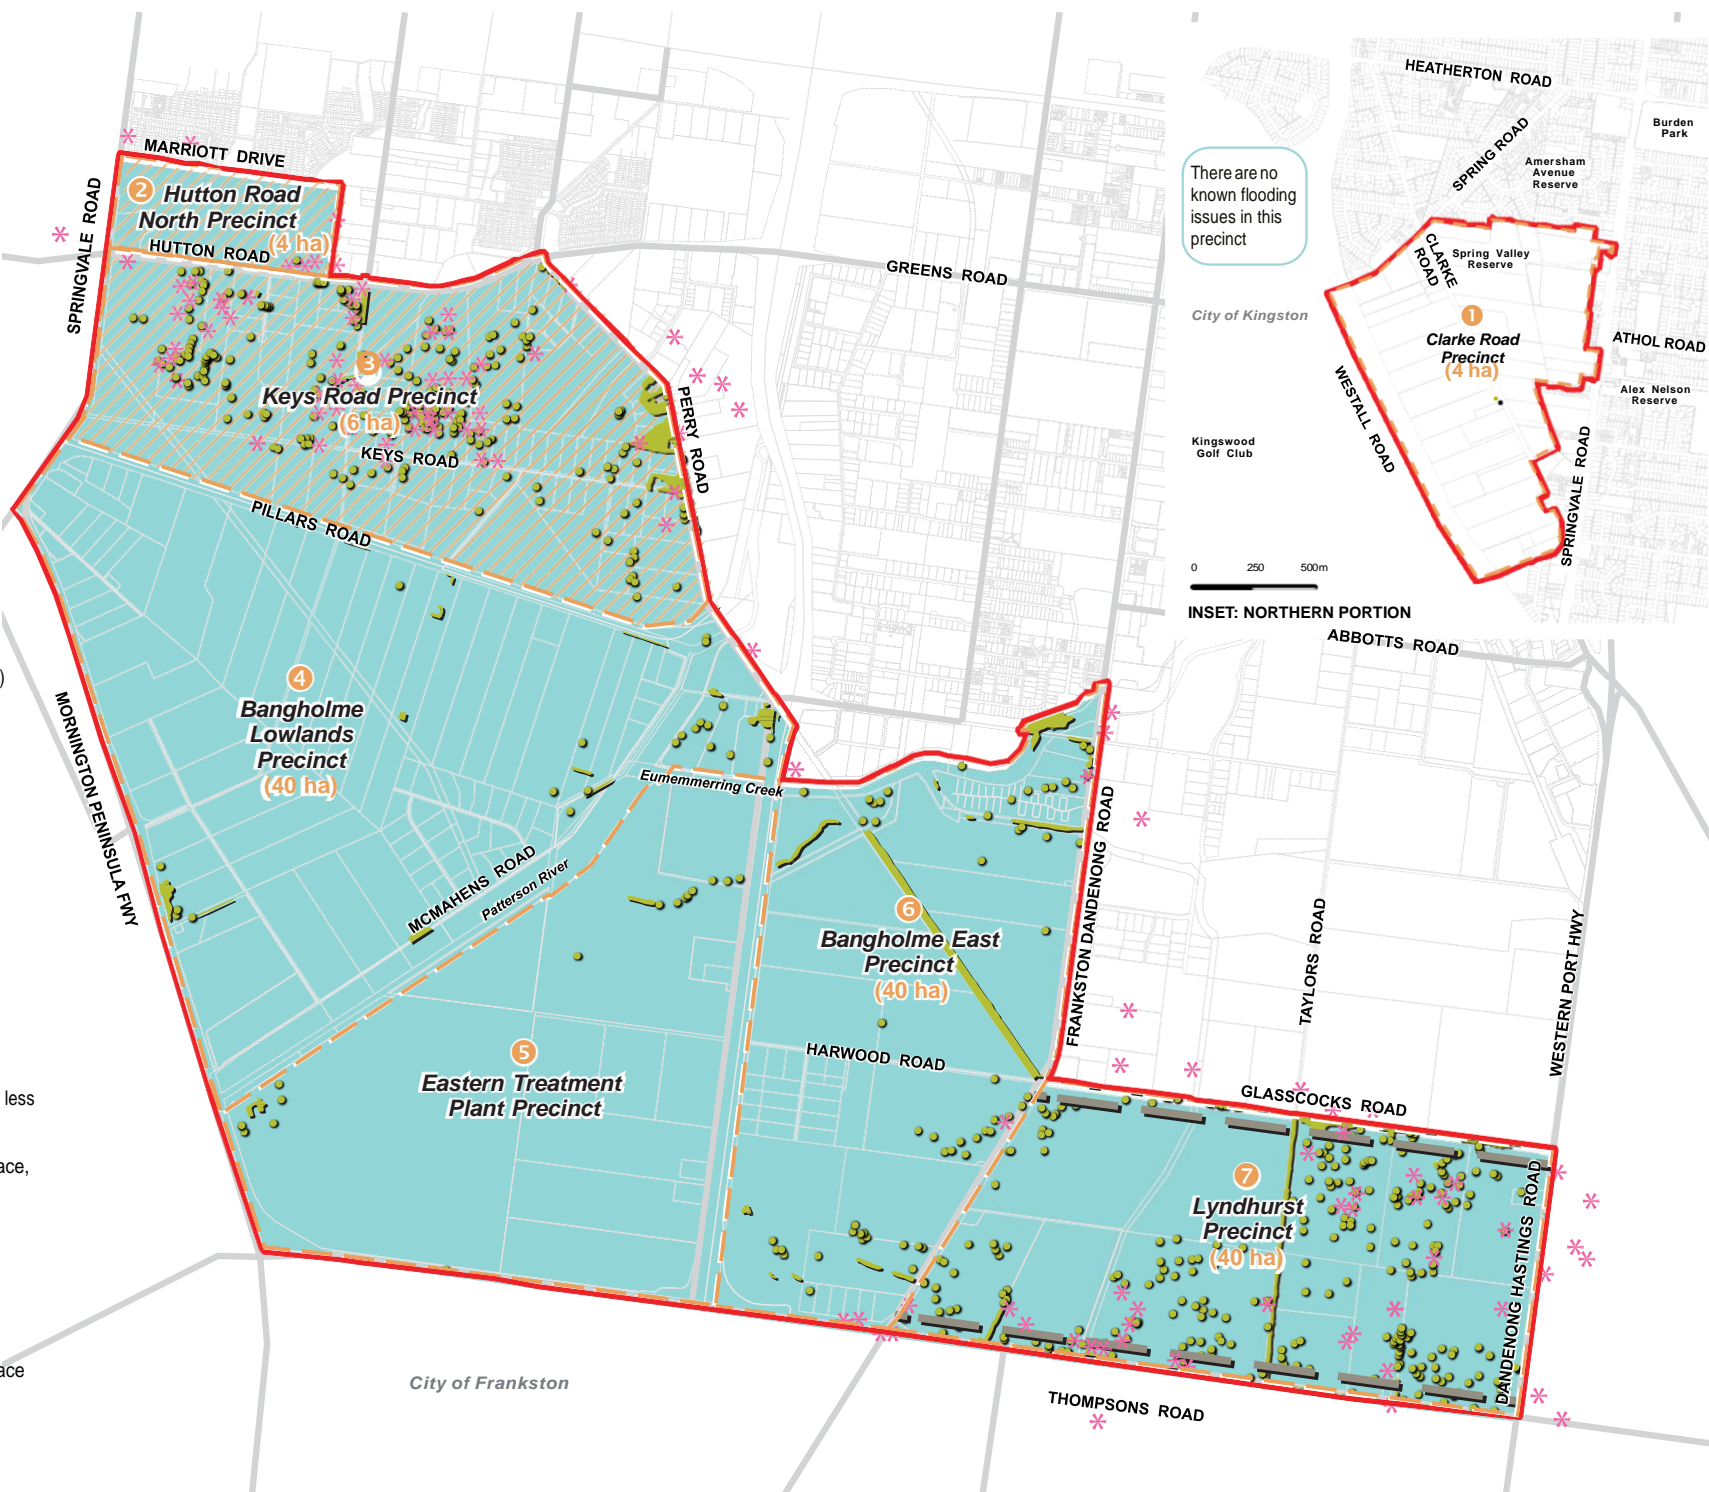 HEATHERTON ROAD
Burden
Park
SPRING ROAD
Amersham
Avenue
Reserve
There are no
known flooding
issues in this
precinct
MARRIOTT DRIVE
2 Hutton Road
North Precinct
(4 ha)
HUTTON ROAD
SPRINGVALE ROAD
GREENS ROAD
CLARKE
ROAD
Spring Valley
Reserve
City of Kingston
1
Clarke Road
Precinct
(4 ha)
ATHOL ROAD
Alex Nelson
Reserve
WESTALL ROAD
Kingswood
Golf Club
SPRINGVALE ROAD
3
Keys Road Precinct
(6 ha)
KEYS ROAD
PERRY ROAD
PILLARS ROAD
0 250 500m
INSET: NORTHERN PORTION
ABBOTTS ROAD
)
4
Bangholme
Lowlands
Precinct
(40 ha)
MORNINGTON PENINSULA FWY
Eumemmerring Creek
MCMAHENS ROAD
Patterson River
6
Bangholme East
Precinct
(40 ha)
FRANKSTON DANDENONG ROAD
TAYLORS ROAD
WESTERN PORT HWY
5
Eastern Treatment
Plant Precinct
HARWOOD ROAD
GLASSCOCKS ROAD
less
ace,
7
Lyndhurst
Precinct
(40 ha)
DANDENONG HASTINGS ROAD
ace
City of Frankston
THOMPSONS ROAD